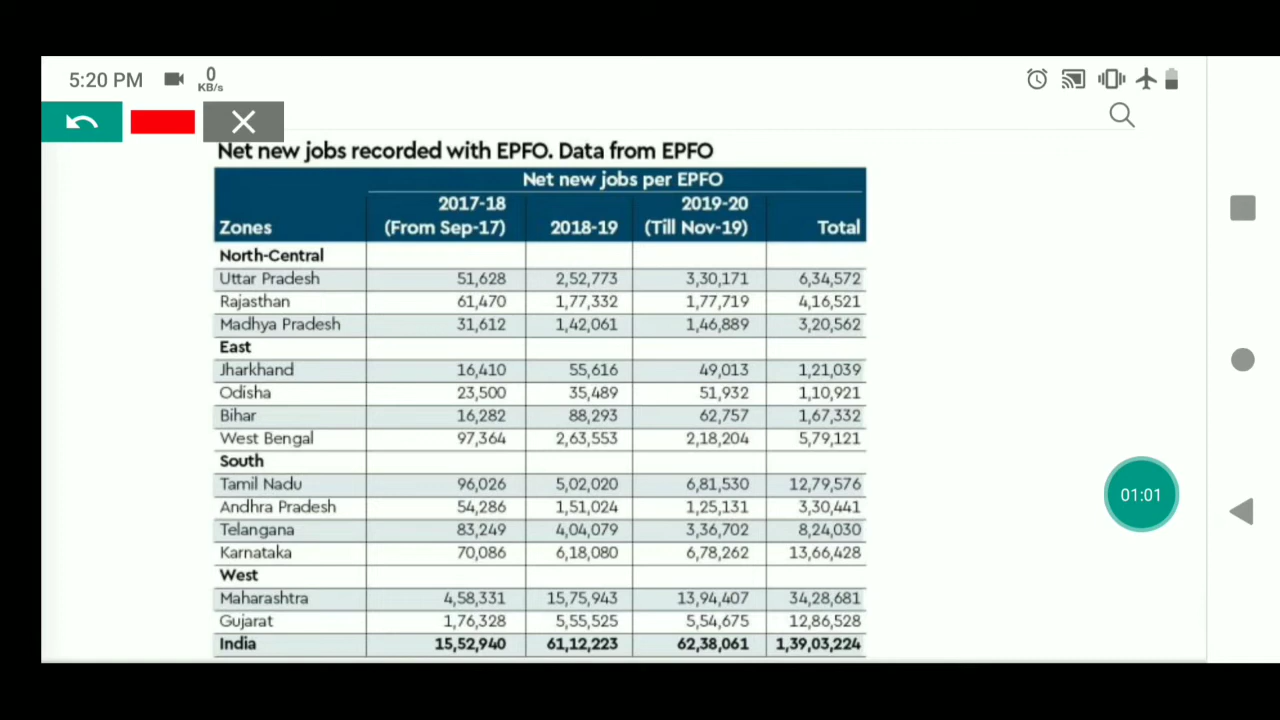 5:20 PM 0 KB/s
Net new jobs recorded with EPFO. Data from EPFO
Net new jobs per EPFO
Zones 2017-18 (From Sep-17) 2018-19 2019-20 (Till Nov-19) Total
North-Central
Uttar Pradesh 51,628 2,52,773 3,30,171 6,34,572
Rajasthan 61,470 1,77,332 1,77,719 4,16,521
Madhya Pradesh 31,612 1,42,061 1,46,889 3,20,562
East
Jharkhand 16,410 55,616 49,013 1,21,039
Odisha 23,500 35,489 51,932 1,10,921
Bihar 16,282 88,293 62,757 1,67,332
West Bengal 97,364 2,63,553 2,18,204 5,79,121
South
Tamil Nadu 96,026 5,02,020 6,81,530 12,79,576
Andhra Pradesh 54,286 1,51,024 1,25,131 3,30,441
Telangana 83,249 4,04,079 3,36,702 8,24,030
Karnataka 70,086 6,18,080 6,78,262 13,66,428
West
Maharashtra 4,58,331 15,75,943 13,94,407 34,28,681
Gujarat 1,76,328 5,55,525 5,54,675 12,86,528
India 15,52,940 61,12,223 62,38,061 1,39,03,224
01:01